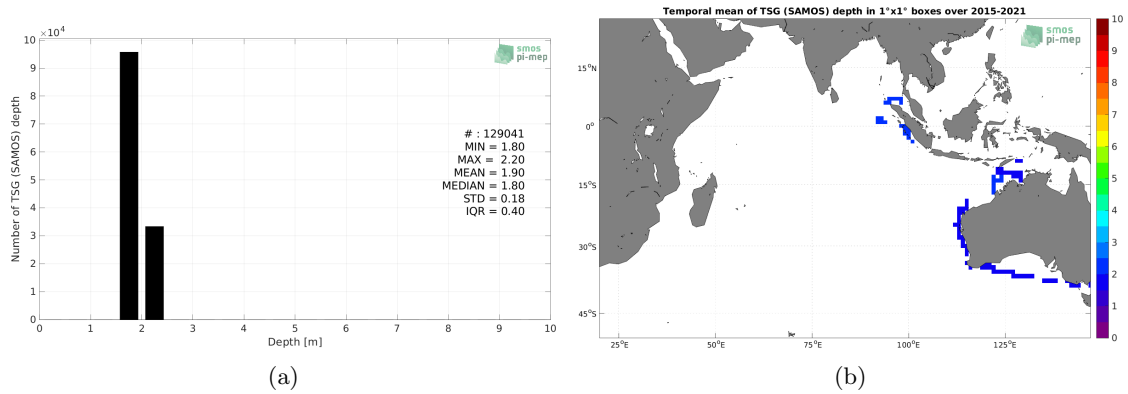 ×10⁴
10
9
8
7
6
5
4
3
2
1
0
Number of TSG (SAMOS) depth
smos
pi-mep
# : 129041
MIN = 1.80
MAX = 2.20
MEAN = 1.90
MEDIAN = 1.80
STD = 0.18
IQR = 0.40
0 1 2 3 4 5 6 7 8 9 10
Depth [m]
(a)
Temporal mean of TSG (SAMOS) depth in 1°x1° boxes over 2015-2021
smos
pi-mep
15°N
0°
15°S
30°S
45°S
25°E 50°E 75°E 100°E 125°E
10
9
8
7
6
5
4
3
2
1
0
(b)